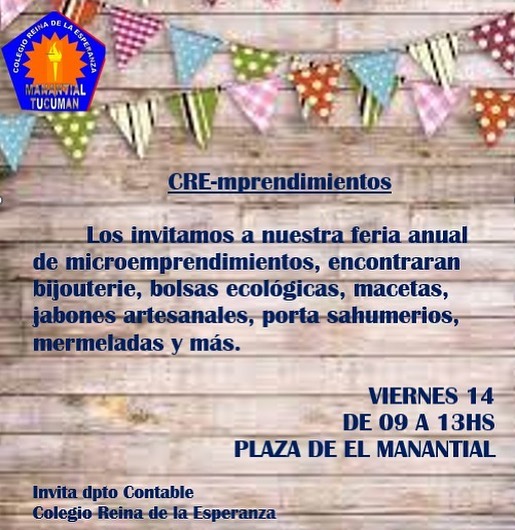 COLEGIO REINA DE LA ESPERANZA
MANANTIAL
TUCUMAN
CRE-mprendimientos
Los invitamos a nuestra feria anual
de microemprendimientos, encontraran
bijouterie, bolsas ecológicas, macetas,
jabones artesanales, porta sahumerios,
mermeladas y más.
VIERNES 14
DE 09 A 13HS
PLAZA DE EL MANANTIAL
Invita dpto Contable
Colegio Reina de la Esperanza